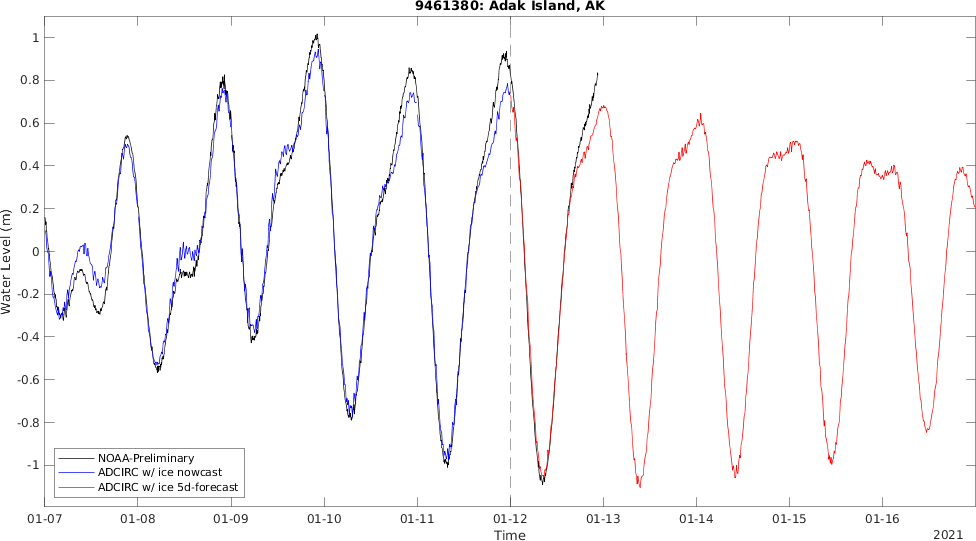 9461380: Adak Island, AK
Water Level (m)
1
0.8
0.6
0.4
0.2
0
-0.2
-0.4
-0.6
-0.8
-1
NOAA-Preliminary
ADCIRC w/ ice nowcast
ADCIRC w/ ice 5d-forecast
01-07 01-08 01-09 01-10 01-11 01-12 01-13 01-14 01-15 01-16
Time
2021